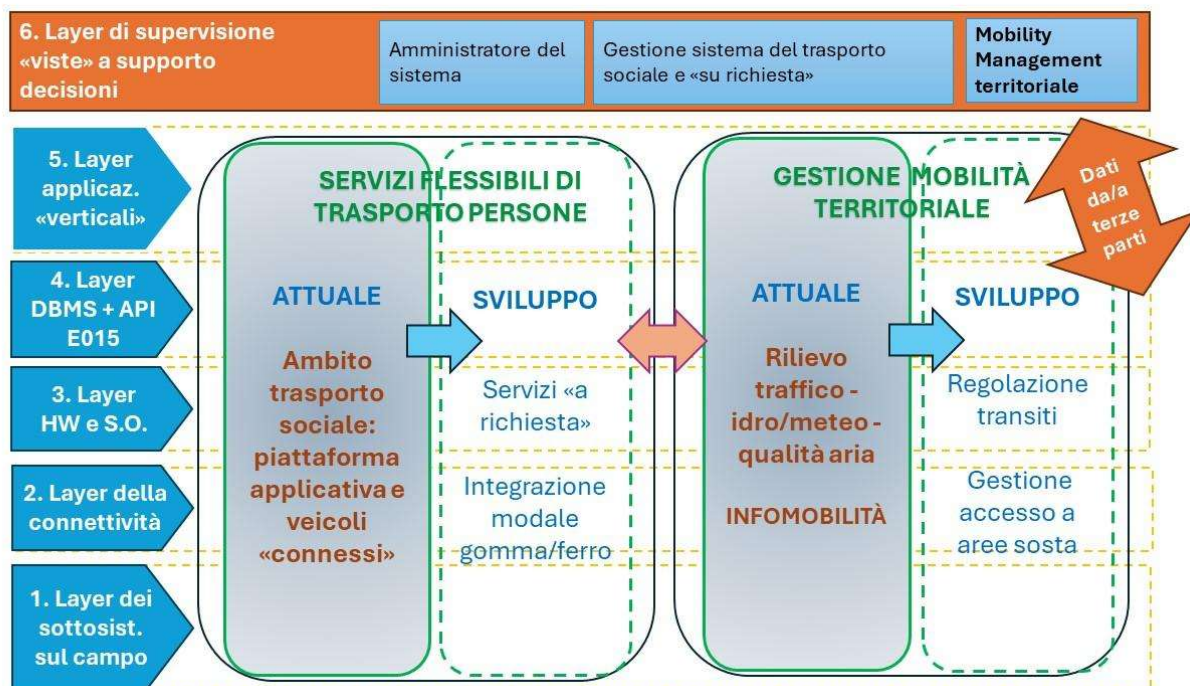 6. Layer di supervisione
«viste» a supporto
decisioni
Amministratore del
sistema
Gestione sistema del trasporto
sociale e «su richiesta»
Mobility
Management
territoriale
5. Layer
applicaz.
«verticali»
4. Layer
DBMS + API
E015
3. Layer
HW e S.O.
2. Layer della
connettività
1. Layer dei
sottosist.
sul campo
SERVIZI FLESSIBILI DI
TRASPORTO PERSONE
ATTUALE
Ambito
trasporto
sociale:
piattaforma
applicativa e
veicoli
«connessi»
SVILUPPO
Servizi «a
richiesta»
Integrazione
modale
gomma/ferro
GESTIONE MOBILITÀ
TERRITORIALE
ATTUALE
Rilievo
traffico -
idro/meteo -
qualità aria
INFOMOBILITÀ
SVILUPPO
Regolazione
transiti
Gestione
accesso a
aree sosta
Dati
da/a
terze
parti